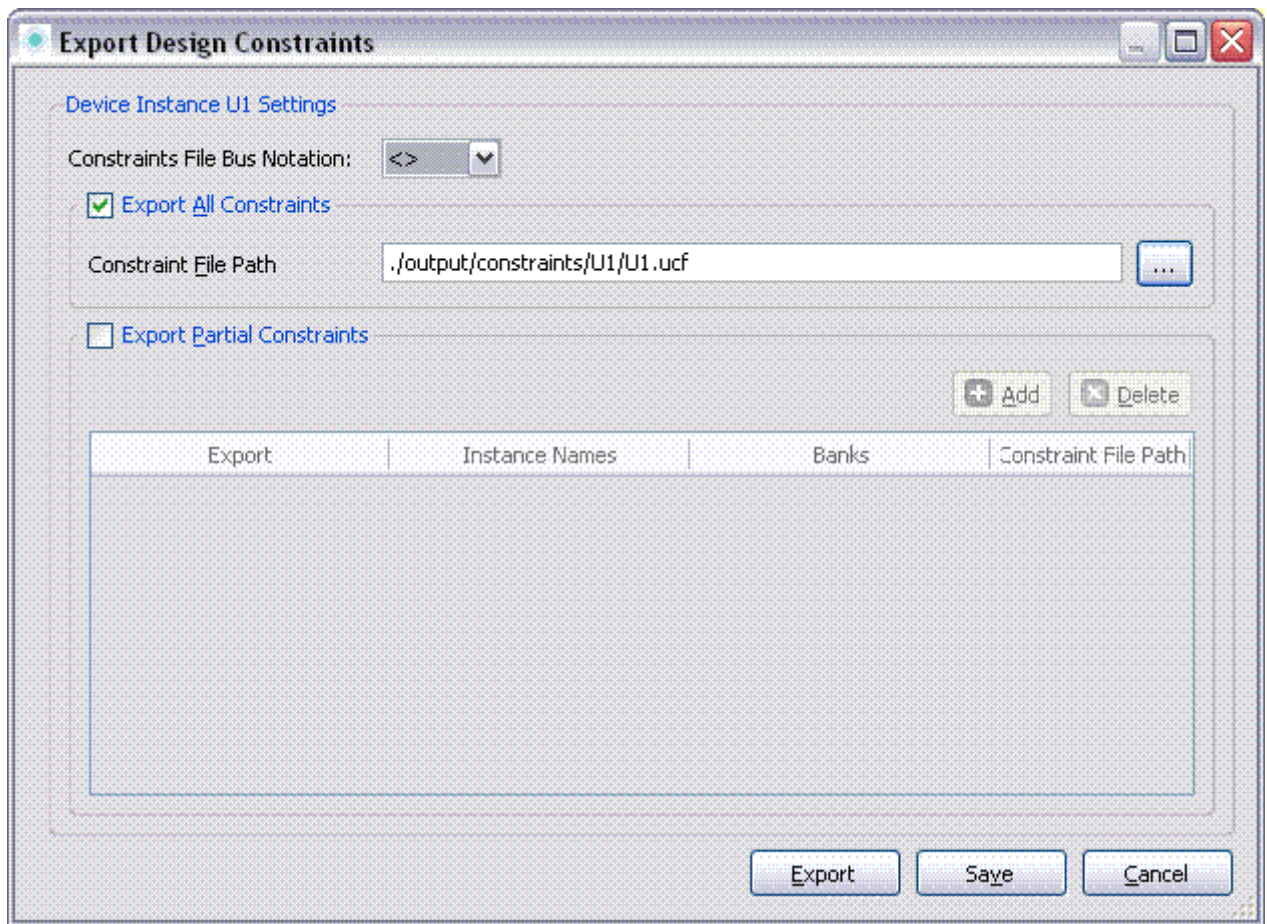 Export Design Constraints
Device Instance U1 Settings
Constraints File Bus Notation: <>
Export All Constraints
Constraint File Path ./output/constraints/U1/U1.ucf ...
Export Partial Constraints
Add Delete
Export Instance Names Banks Constraint File Path
Export Save Cancel